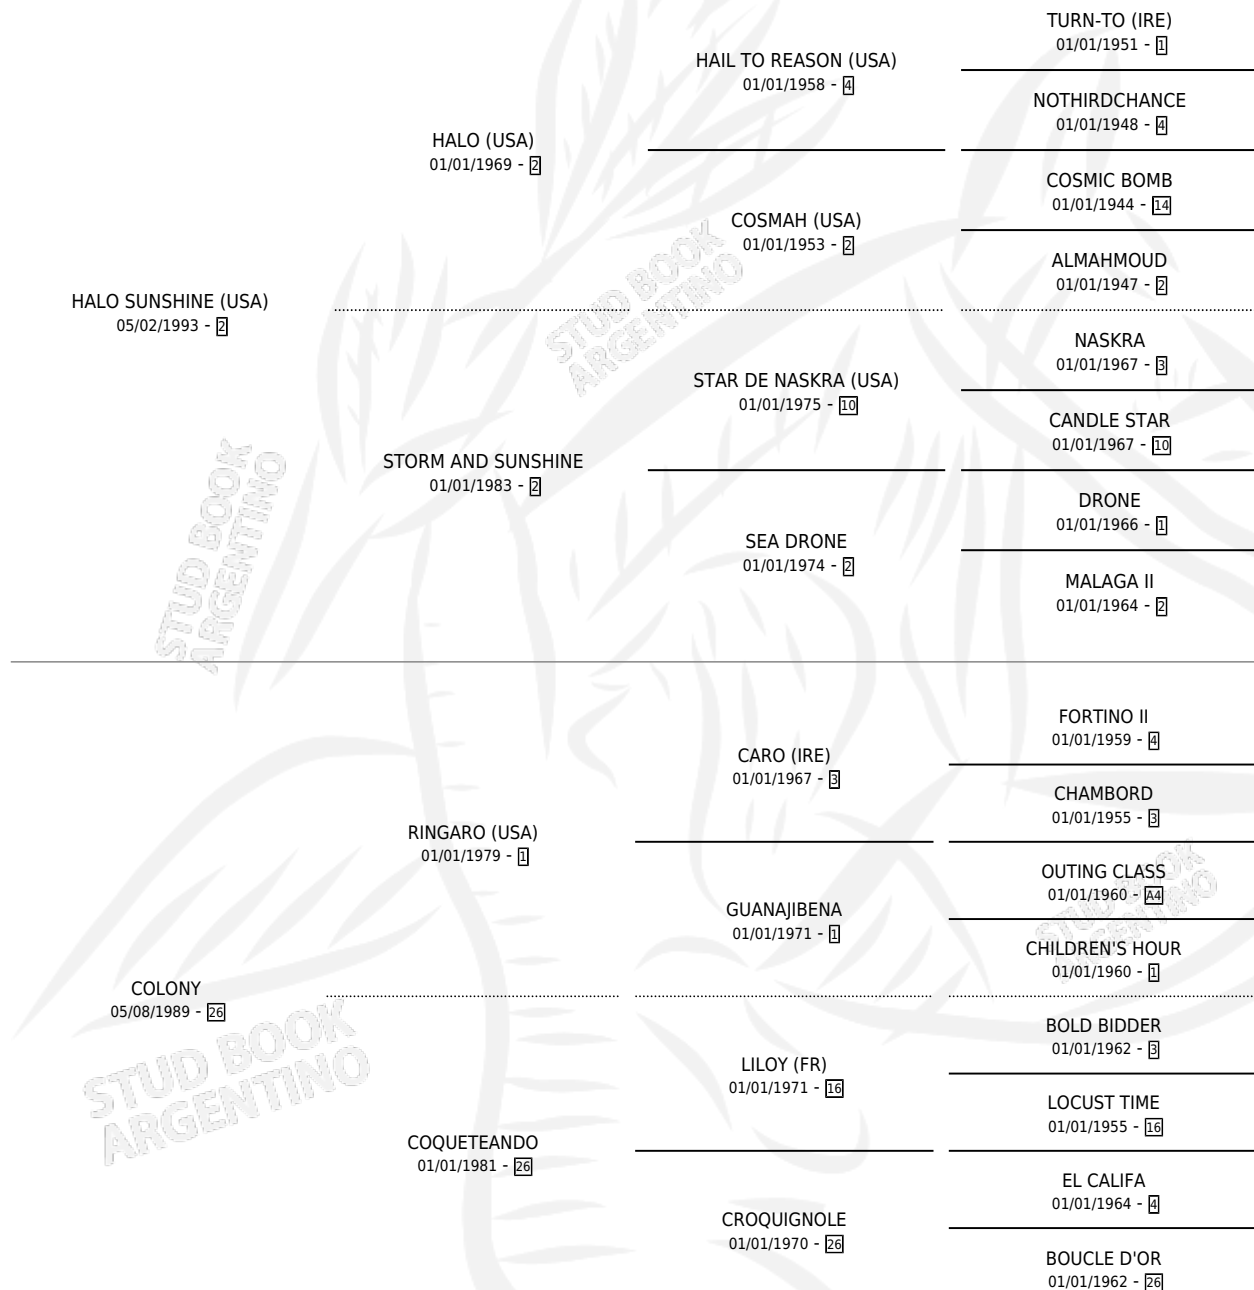 TURN-TO (IRE)
01/01/1951 - 1
HAIL TO REASON (USA)
01/01/1958 - 4
NOTHIRDCHANCE
01/01/1948 - 4
HALO (USA)
01/01/1969 - 2
COSMIC BOMB
01/01/1944 - 14
COSMAH (USA)
01/01/1953 - 2
ALMAHMOUD
01/01/1947 - 2
HALO SUNSHINE (USA)
05/02/1993 - 2
STUD BOOK
ARGENTINO
NASKRA
01/01/1967 - 3
STAR DE NASKRA (USA)
01/01/1975 - 10
CANDLE STAR
01/01/1967 - 10
STORM AND SUNSHINE
01/01/1983 - 2
DRONE
01/01/1966 - 1
SEA DRONE
01/01/1974 - 2
MALAGA II
01/01/1964 - 2
STUD BOOK
ARGENTINO
FORTINO II
01/01/1959 - 4
CARO (IRE)
01/01/1967 - 3
CHAMBORD
01/01/1955 - 3
RINGARO (USA)
01/01/1979 - 1
OUTING CLASS
01/01/1960 - A4
GUANAJIBENA
01/01/1971 - 1
CHILDREN'S HOUR
01/01/1960 - 1
STUD BOOK
ARGENTINO
COLONY
05/08/1989 - 26
BOLD BIDDER
01/01/1962 - 3
LILOY (FR)
01/01/1971 - 16
LOCUST TIME
01/01/1955 - 16
STUD BOOK
ARGENTINO
COQUETEANDO
01/01/1981 - 26
EL CALIFA
01/01/1964 - 4
CROQUIGNOLE
01/01/1970 - 26
BOUCLE D'OR
01/01/1962 - 26